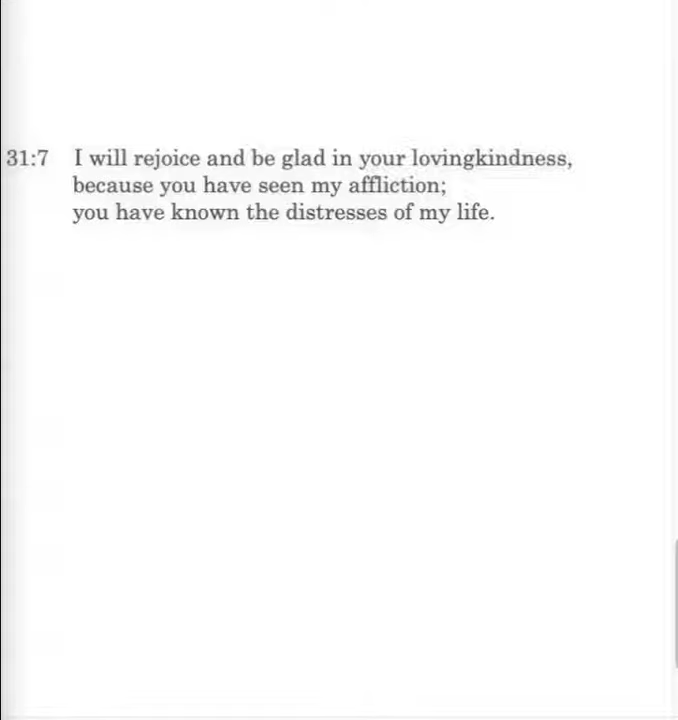 31:7 I will rejoice and be glad in your lovingkindness,
because you have seen my affliction;
you have known the distresses of my life.